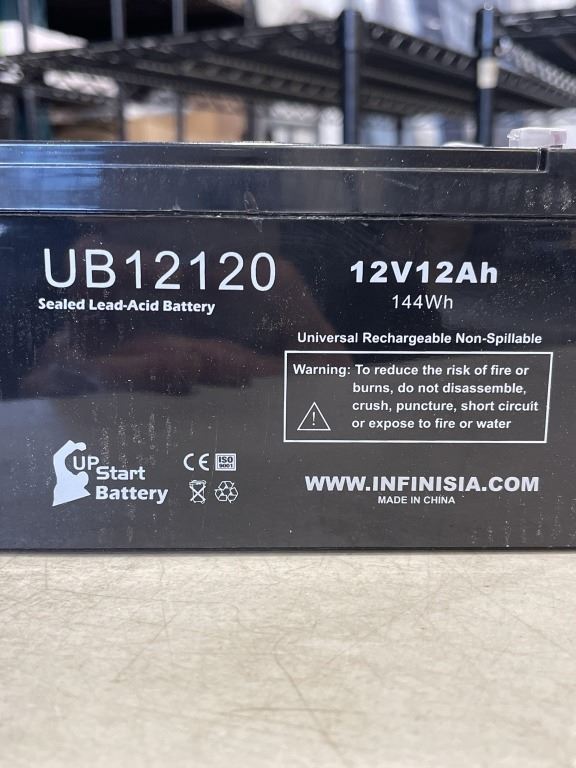 UB12120
Sealed Lead-Acid Battery
12V12Ah
144Wh
Universal Rechargeable Non-Spillable
Warning: To reduce the risk of fire or
burns, do not disassemble,
crush, puncture, short circuit
or expose to fire or water
UP
Start
Battery
CE ISO
9001
WWW.INFINISIA.COM
MADE IN CHINA